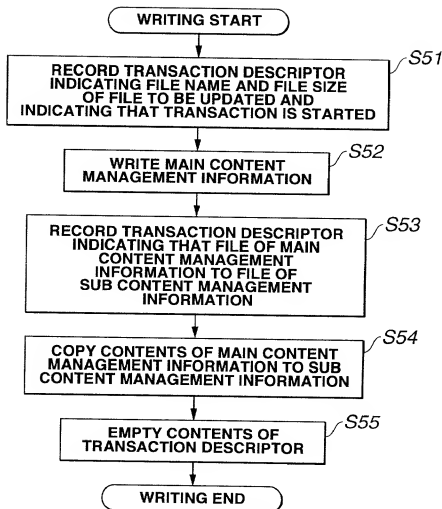 WRITING START
S51
RECORD TRANSACTION DESCRIPTOR
INDICATING FILE NAME AND FILE SIZE
OF FILE TO BE UPDATED AND
INDICATING THAT TRANSACTION IS STARTED
S52
WRITE MAIN CONTENT
MANAGEMENT INFORMATION
S53
RECORD TRANSACTION DESCRIPTOR
INDICATING THAT FILE OF MAIN
CONTENT MANAGEMENT
INFORMATION TO FILE OF
SUB CONTENT MANAGEMENT
INFORMATION
S54
COPY CONTENTS OF MAIN CONTENT
MANAGEMENT INFORMATION TO SUB
CONTENT MANAGEMENT INFORMATION
S55
EMPTY CONTENTS OF
TRANSACTION DESCRIPTOR
WRITING END